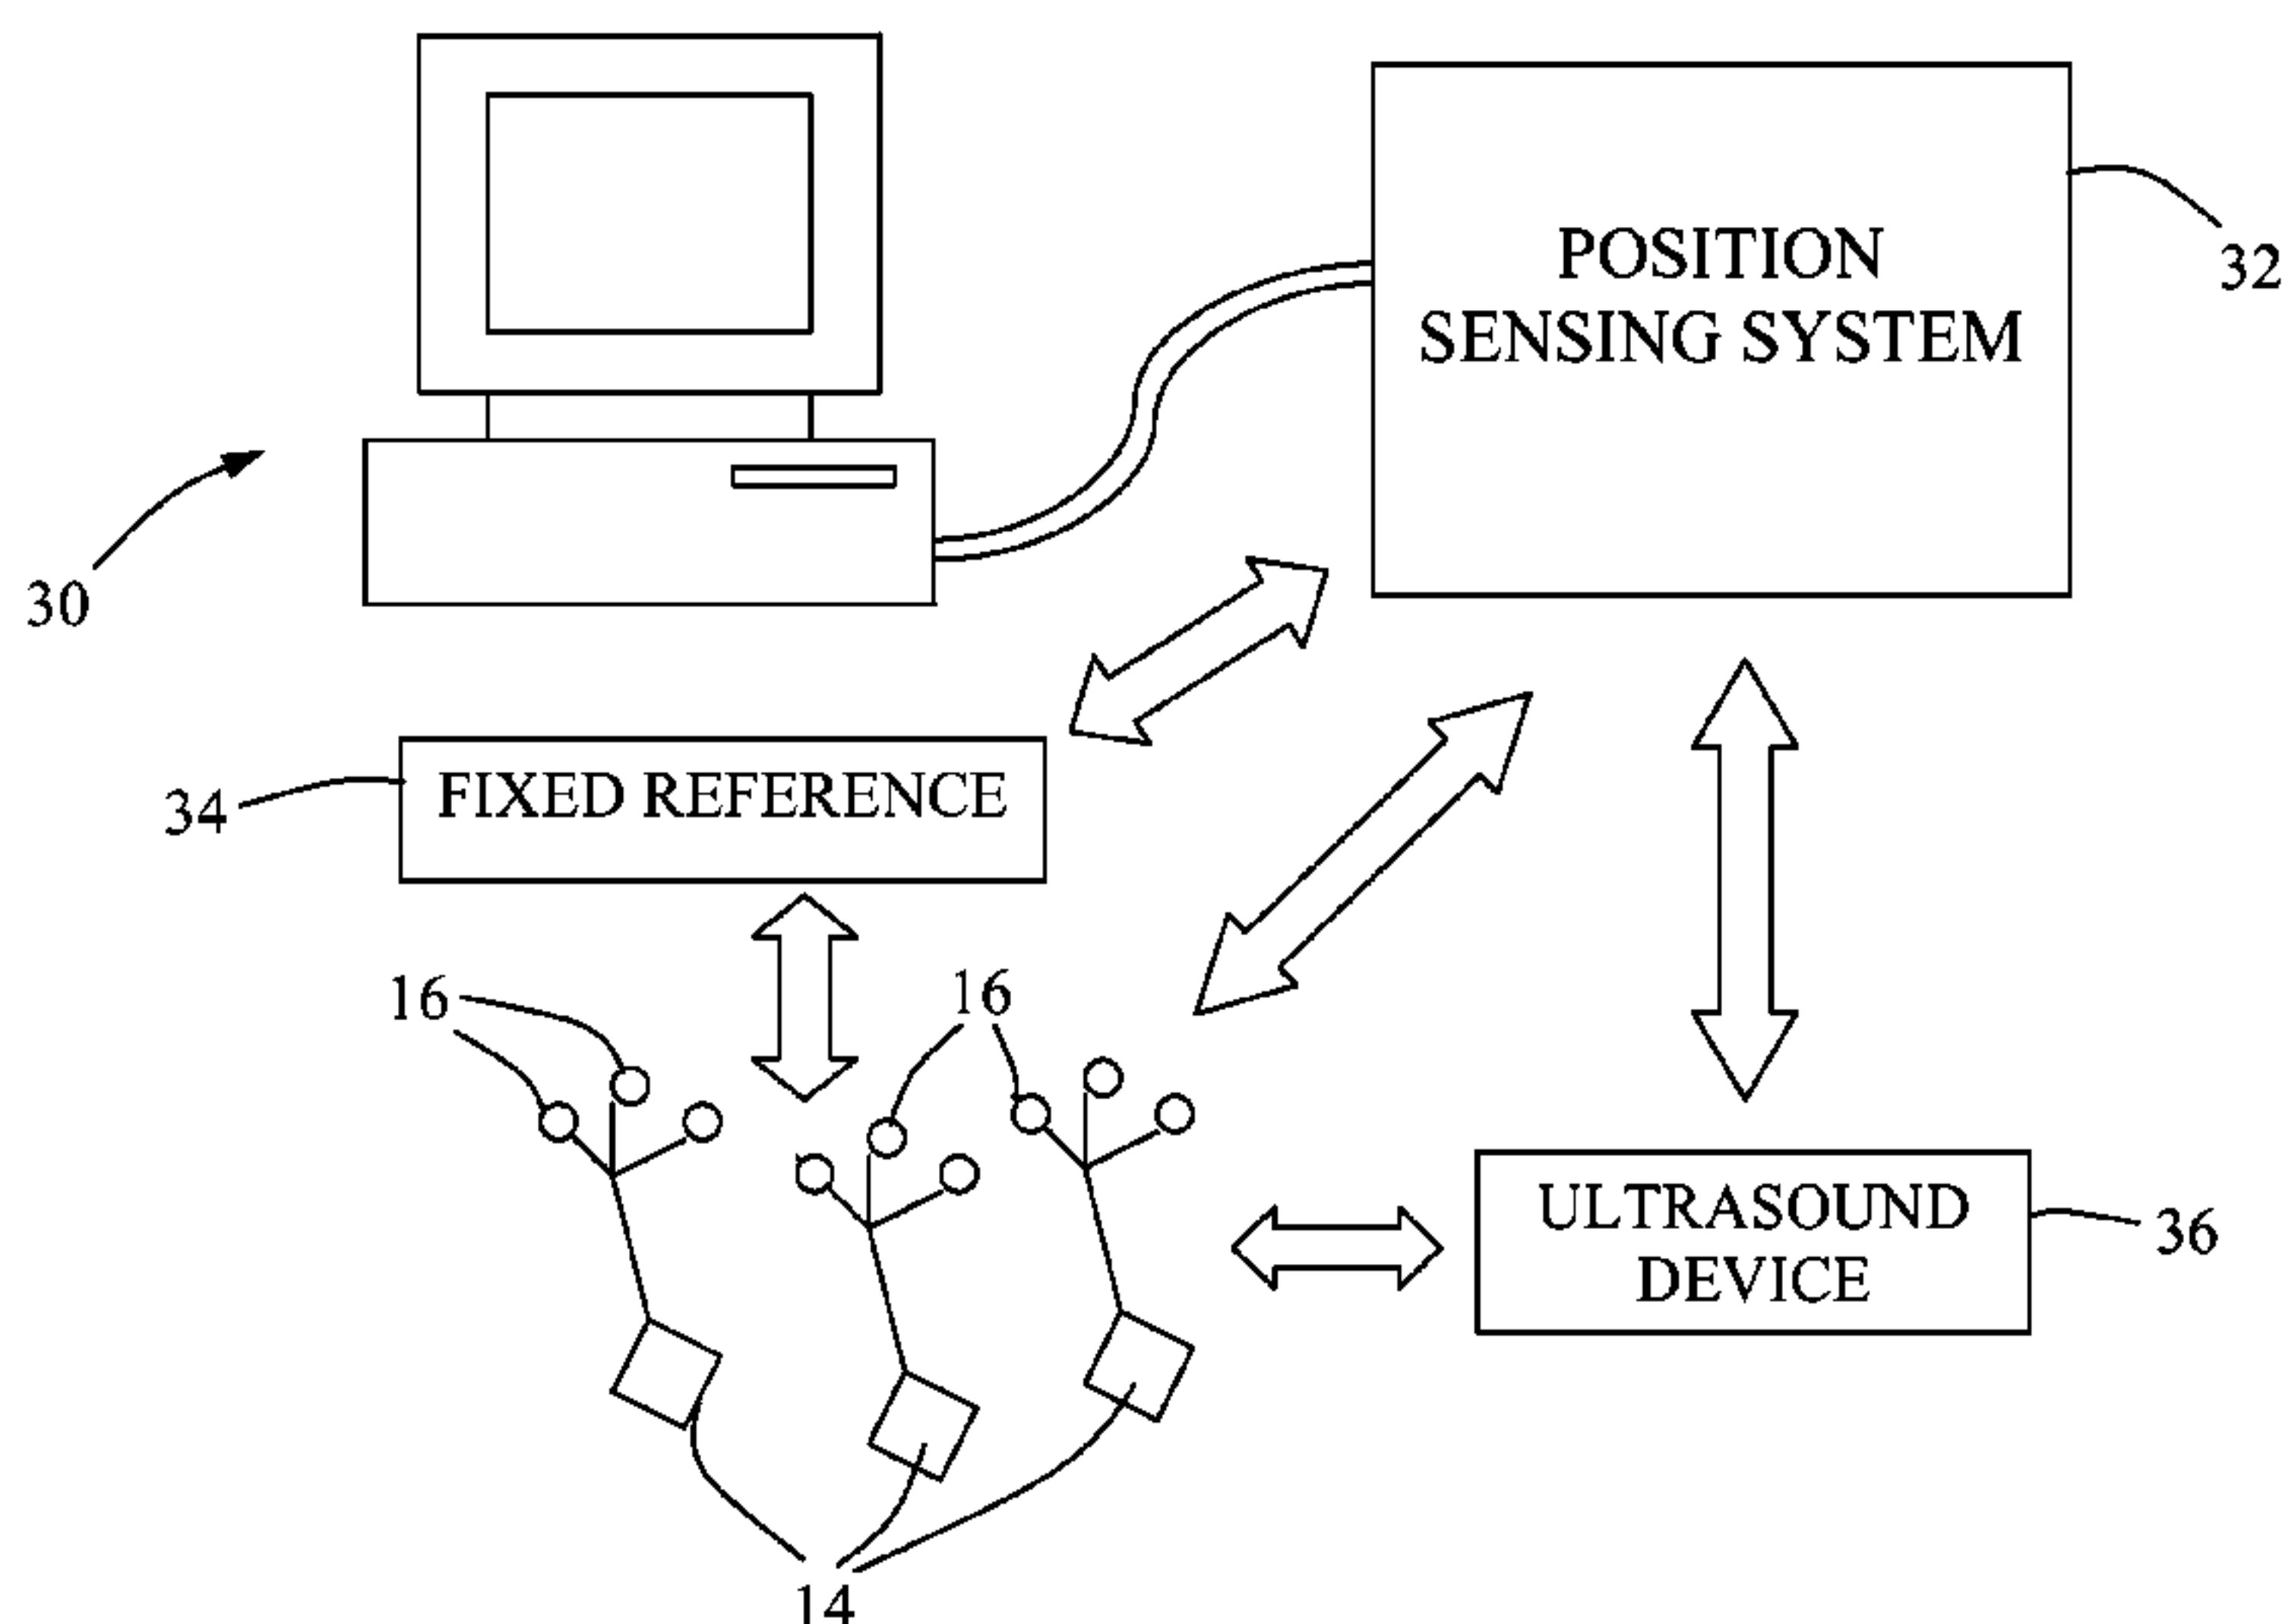 POSITION
SENSING SYSTEM
32
30
FIXED REFERENCE
34
16
16
ULTRASOUND
DEVICE
36
14